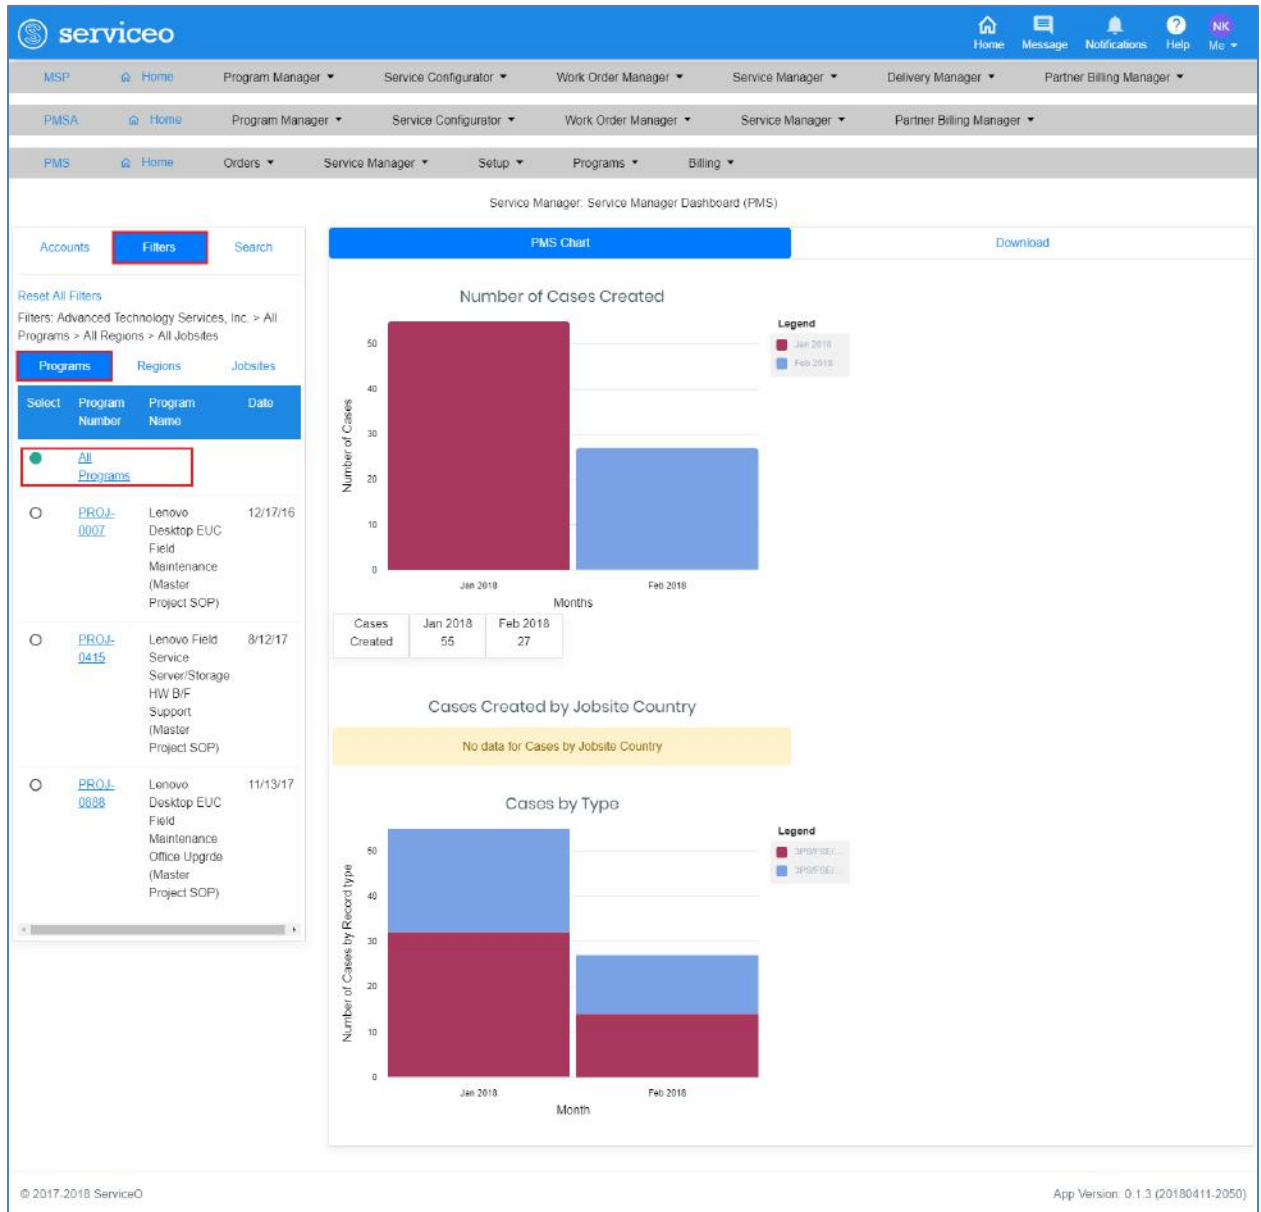 serviceo
Home Message Notifications Help NK Me
MSP Home Program Manager Service Configurator Work Order Manager Service Manager Delivery Manager Partner Billing Manager
PMSA Home Program Manager Service Configurator Work Order Manager Service Manager Partner Billing Manager
PMS Home Orders Service Manager Setup Programs Billing
Service Manager: Service Manager Dashboard (PMS)
Accounts Filters Search
Reset All Filters
Filters: Advanced Technology Services, Inc. > All
Programs > All Regions > All Jobsites
Programs Regions Jobsites
Select Program Number Program Name Date
All
Programs
PROJ-
0007
Lenovo
Desktop EUC
Field
Maintenance
(Master
Project SOP)
12/17/16
PROJ-
0415
Lenovo Field
Service
Server/Storage
HW B/F
Support
(Master
Project SOP)
8/12/17
PROJ-
0888
Lenovo
Desktop EUC
Field
Maintenance
Office Upgrde
(Master
Project SOP)
11/13/17
PMS Chart Download
Number of Cases Created
Legend
Jan 2018
Feb 2018
Number of Cases
50
40
30
20
10
0
Jan 2018 Feb 2018
Months
Cases Created Jan 2018 Feb 2018
55 27
Cases Created by Jobsite Country
No data for Cases by Jobsite Country
Cases by Type
Legend
Number of Cases by Record type
50
40
30
20
10
0
Jan 2018 Feb 2018
Month
© 2017-2018 ServiceO
App Version: 0.1.3 (20180411-2050)